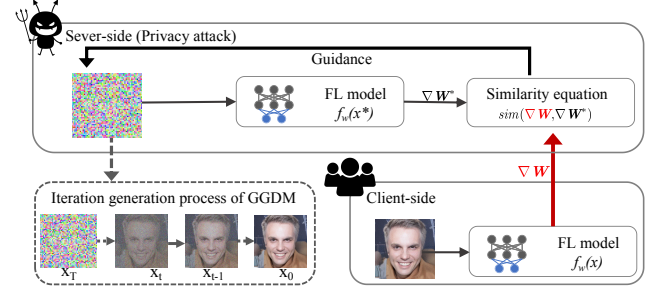 Sever-side (Privacy attack)
Guidance
FL model
f_w(x*)
∇W*
Similarity equation
sim(∇W,∇W*)
∇W
Iteration generation process of GGDM
x_T
x_t
x_t-1
x_0
Client-side
FL model
f_w(x)